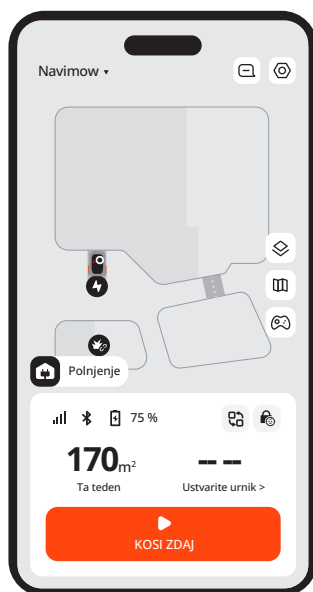 Navimow ▾
Polnjenje
75 %
170m²
-- --
Ta teden
Ustvarite urnik >
KOSI ZDAJ